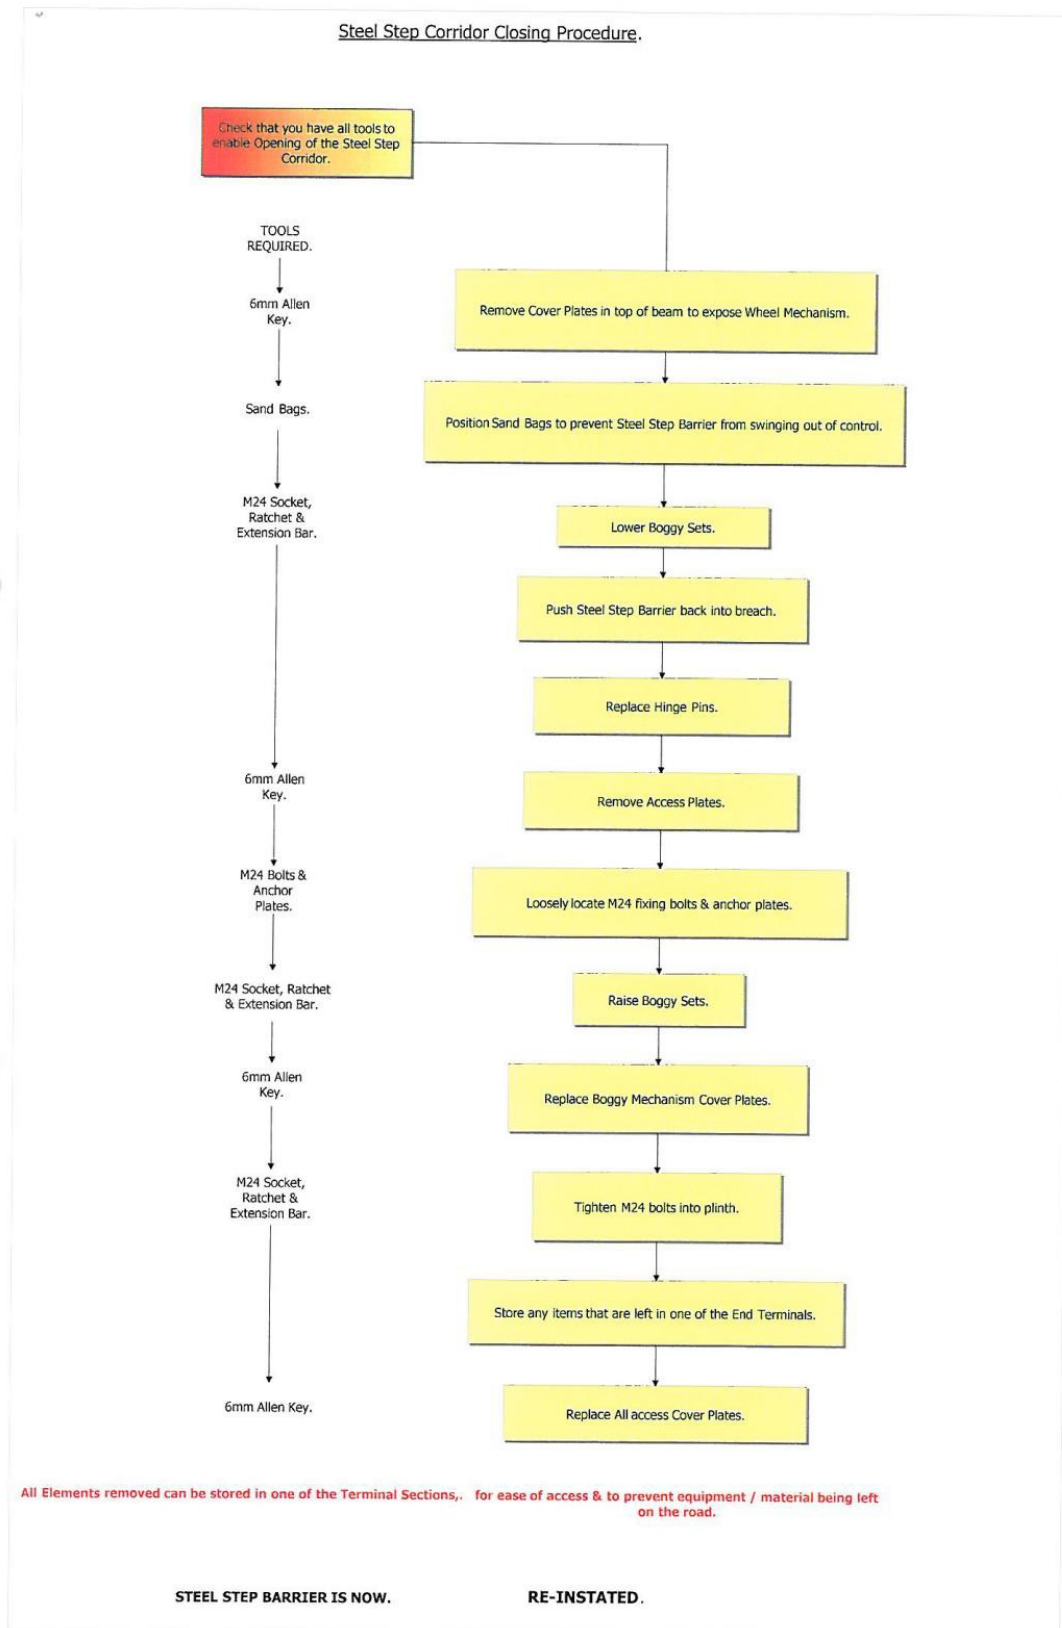 Steel Step Corridor Closing Procedure.
Check that you have all tools to
enable Opening of the Steel Step
Corridor.
TOOLS
REQUIRED.
6mm Allen
Key.
Remove Cover Plates in top of beam to expose Wheel Mechanism.
Sand Bags.
Position Sand Bags to prevent Steel Step Barrier from swinging out of control.
M24 Socket,
Ratchet &
Extension Bar.
Lower Boggy Sets.
Push Steel Step Barrier back into breach.
Replace Hinge Pins.
6mm Allen
Key.
Remove Access Plates.
M24 Bolts &
Anchor
Plates.
Loosely locate M24 fixing bolts & anchor plates.
M24 Socket, Ratchet
& Extension Bar.
Raise Boggy Sets.
6mm Allen
Key.
Replace Boggy Mechanism Cover Plates.
M24 Socket,
Ratchet &
Extension Bar.
Tighten M24 bolts into plinth.
Store any items that are left in one of the End Terminals.
6mm Allen Key.
Replace All access Cover Plates.
All Elements removed can be stored in one of the Terminal Sections,. for ease of access & to prevent equipment / material being left
on the road.
STEEL STEP BARRIER IS NOW. RE-INSTATED.